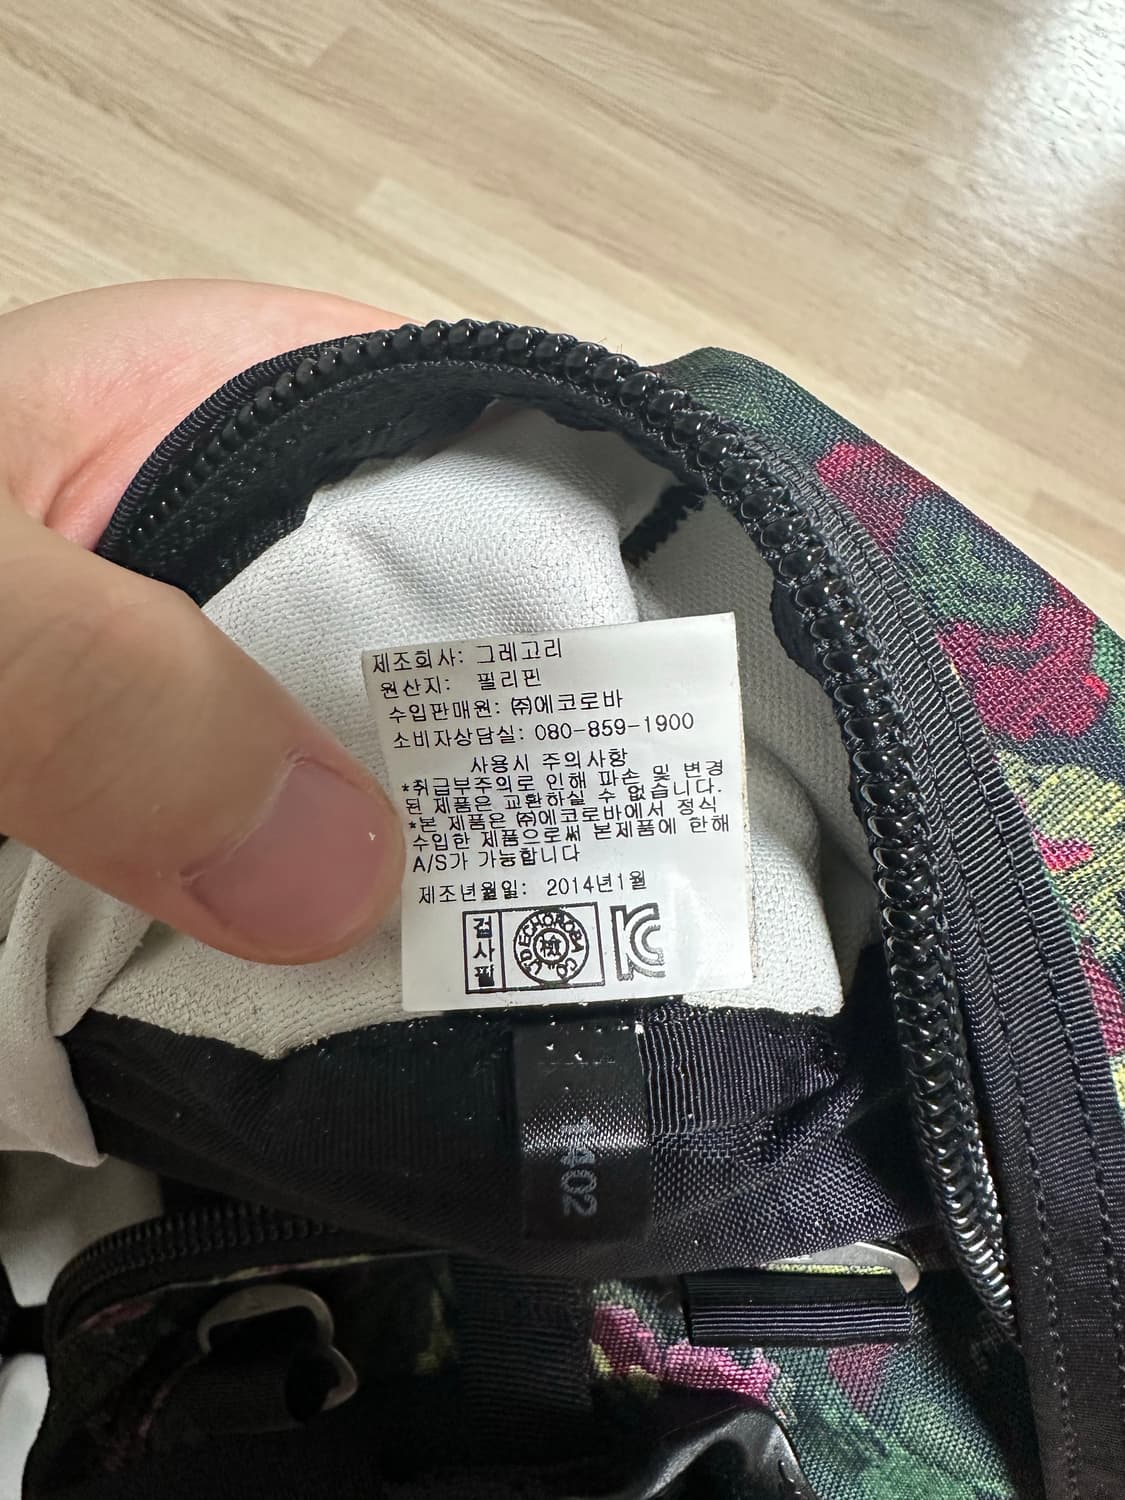 제조회사: 그레고리
원산지: 필리핀
수입판매원: ㈜에코로바
소비자상담실: 080-859-1900
사용시 주의사항
*취급부주의로 인해 파손 및 변경
된 제품은 교환하실 수 없습니다.
*본 제품은 ㈜에코로바에서 정식
수입한 제품으로써 본제품에 한해
A/S가 가능합니다
제조년월일: 2014년1월
검사필
ECHOROBA CO. LTD
KC
1402